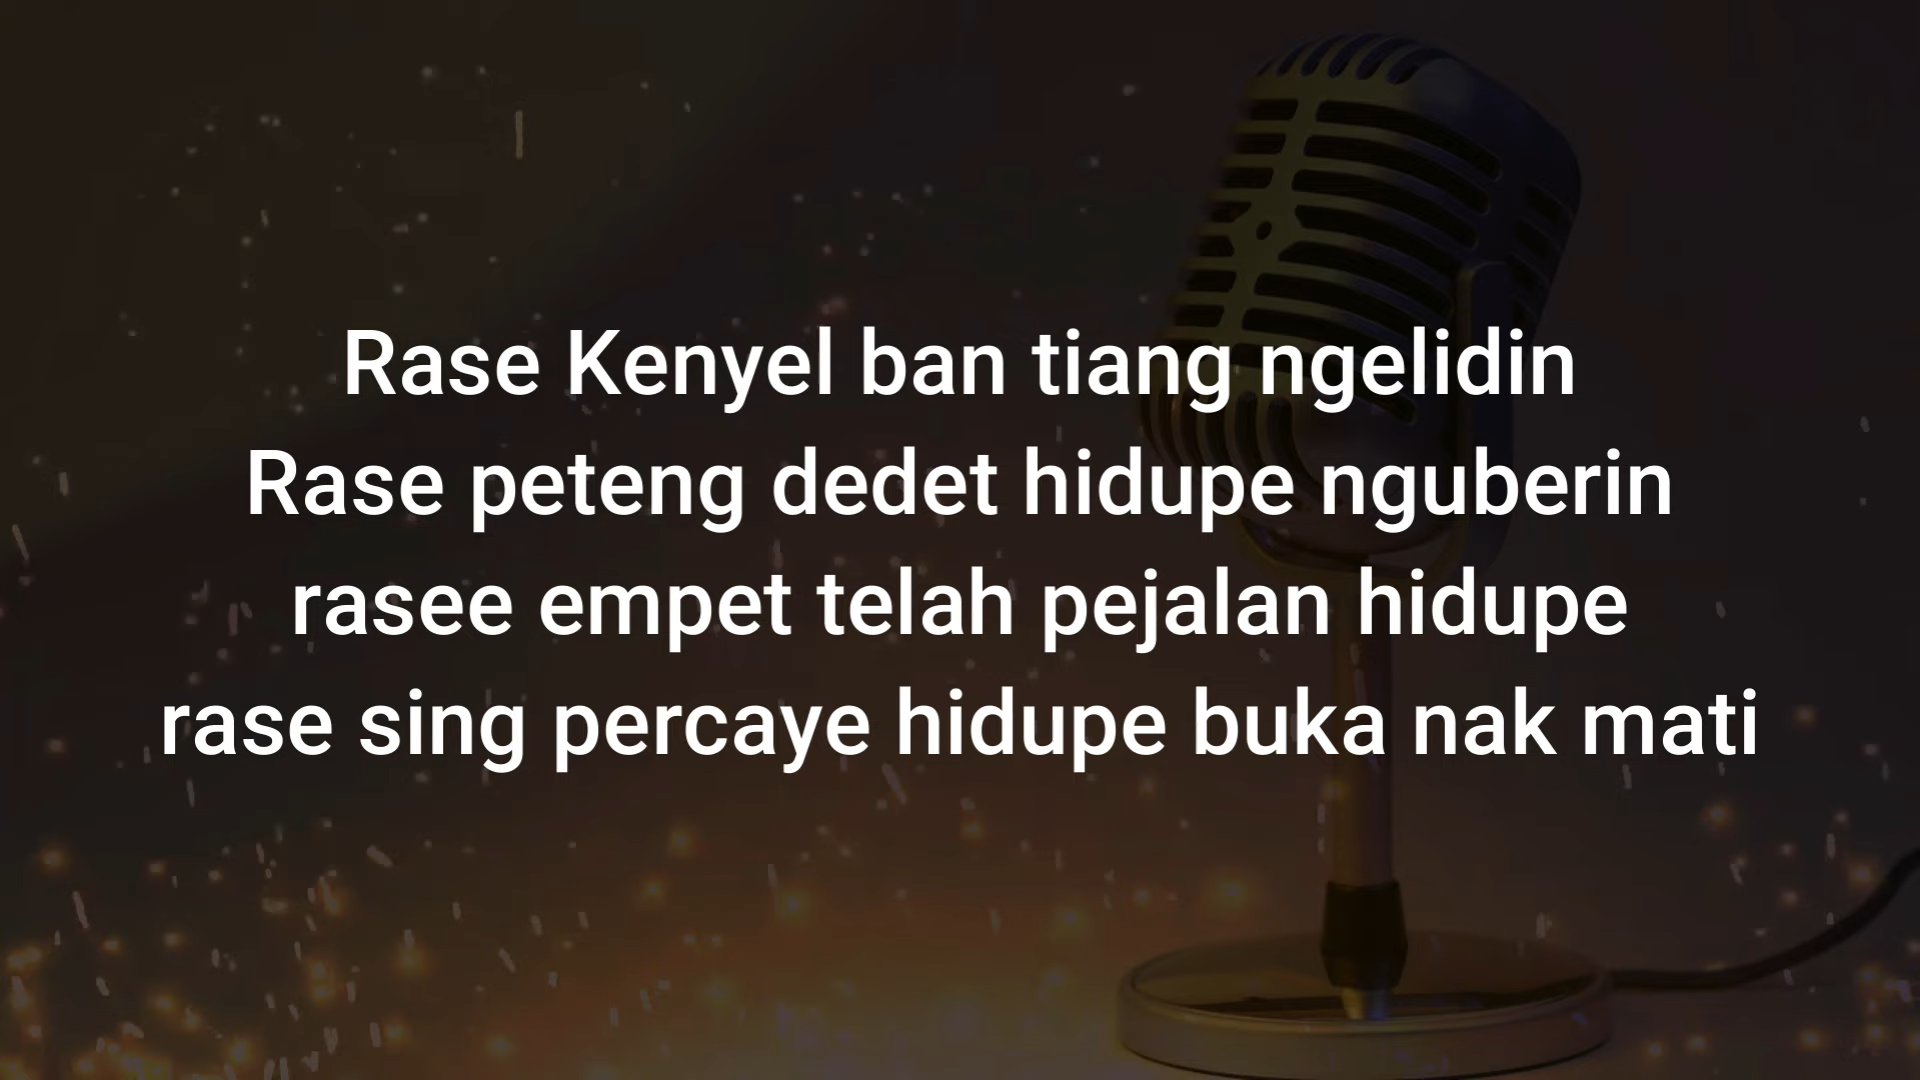 Rase Kenyel ban tiang ngelidin
Rase peteng dedet hidupe nguberin
rasee empet telah pejalan hidupe
rase sing percaye hidupe buka nak mati